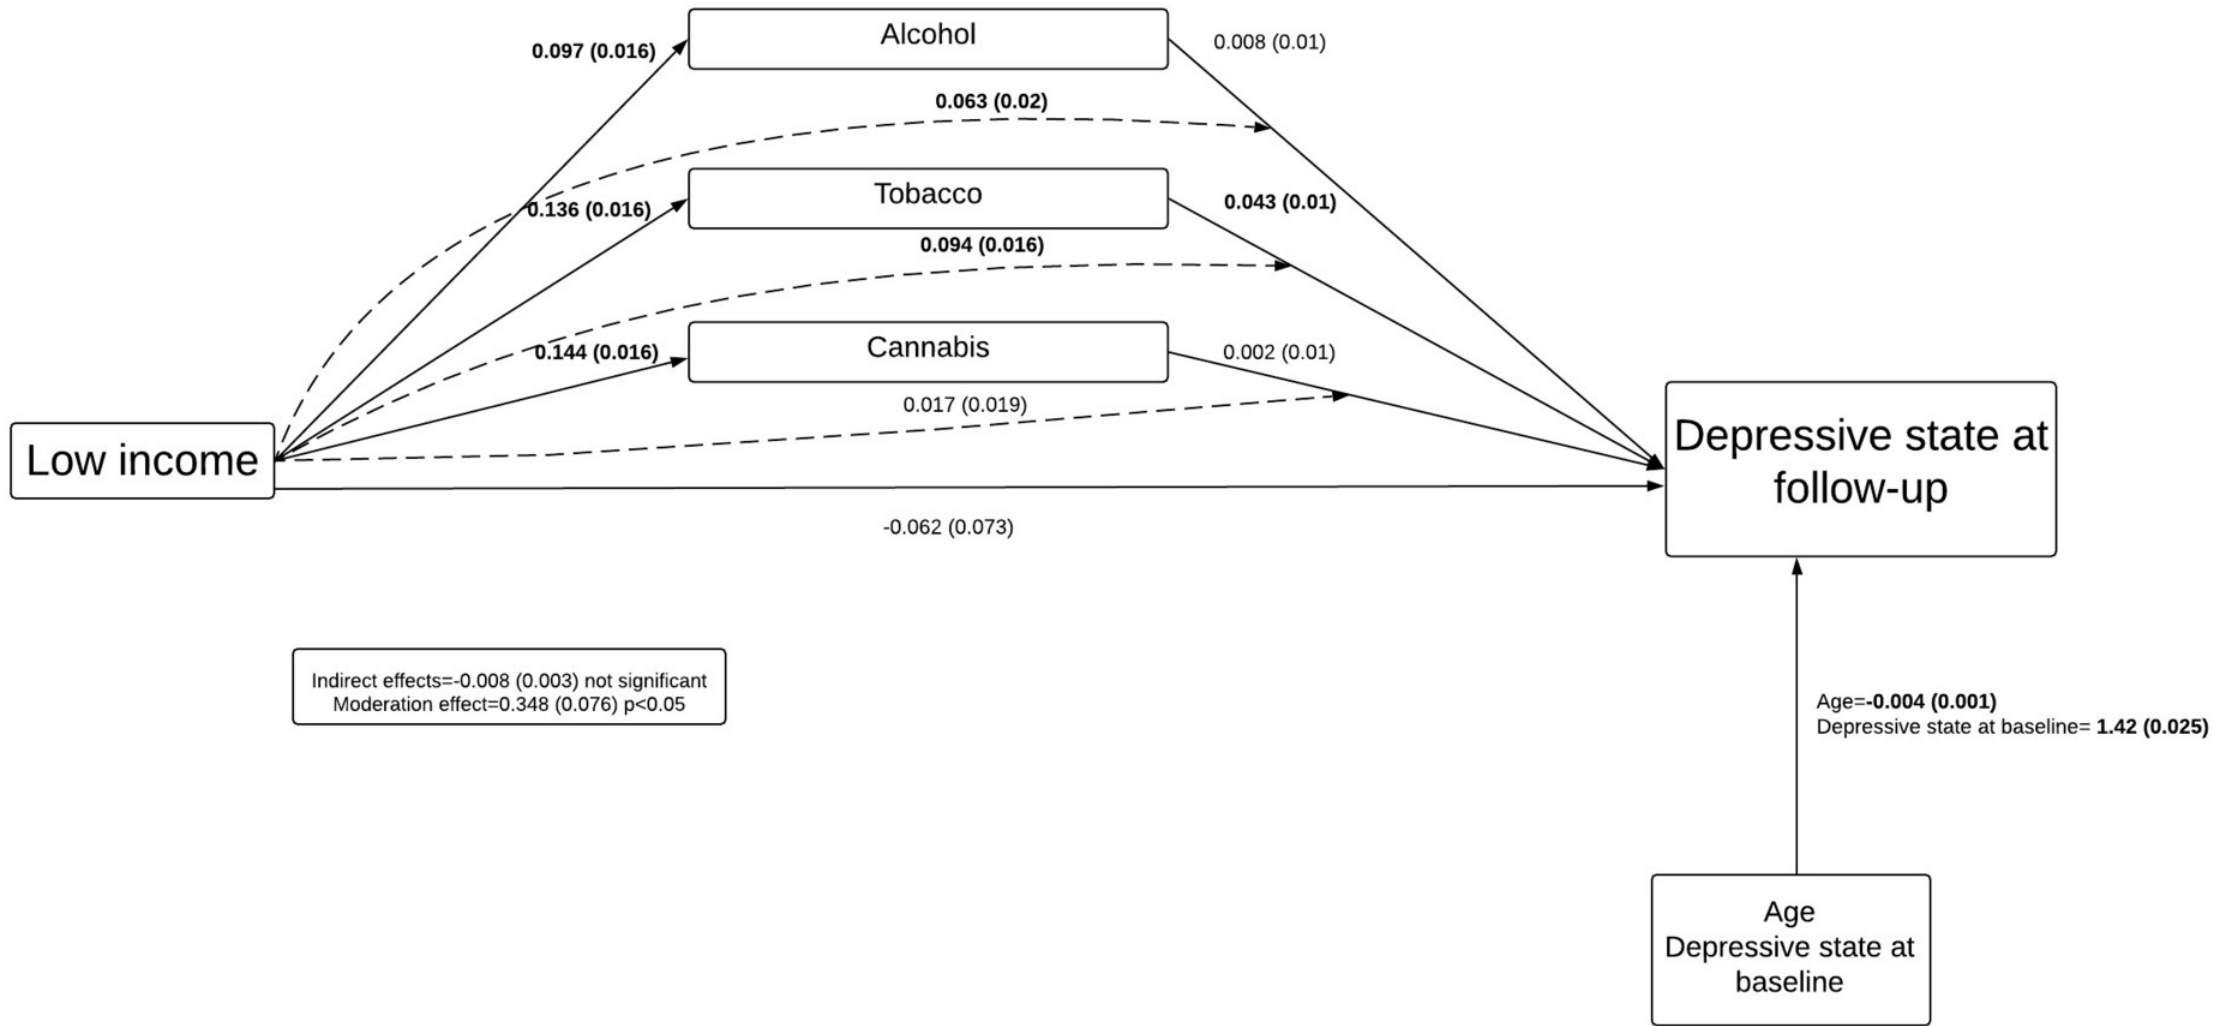 Alcohol
0.097 (0.016)
0.008 (0.01)
0.063 (0.02)
Tobacco
0.136 (0.016)
0.043 (0.01)
0.094 (0.016)
Cannabis
0.144 (0.016)
0.002 (0.01)
0.017 (0.019)
Low income
Depressive state at
follow-up
-0.062 (0.073)
Indirect effects=-0.008 (0.003) not significant
Moderation effect=0.348 (0.076) p<0.05
Age=-0.004 (0.001)
Depressive state at baseline= 1.42 (0.025)
Age
Depressive state at
baseline